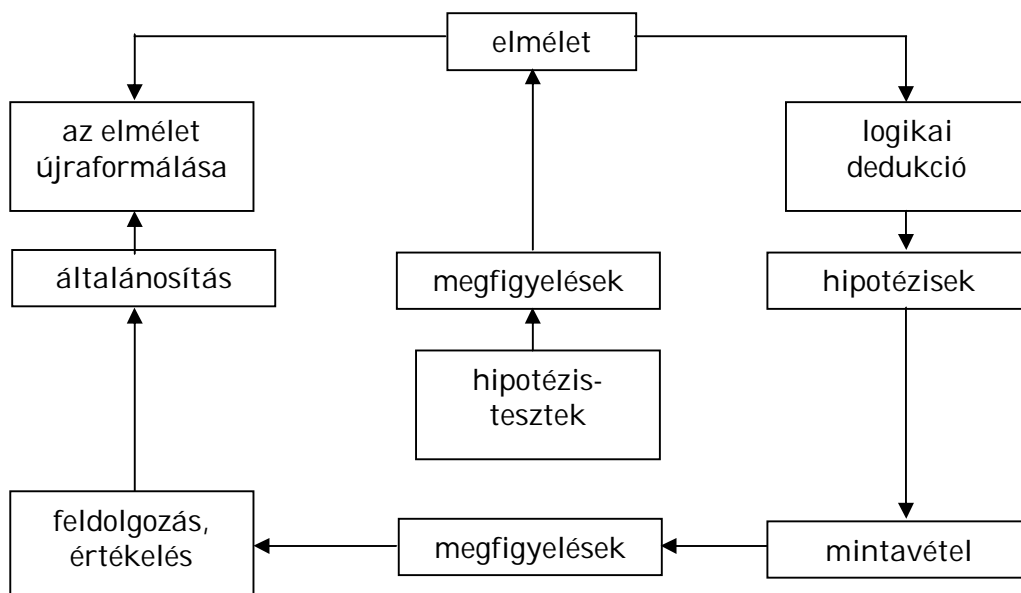 elmélet
az elmélet
újraformálása
logikai
dedukció
általánosítás
megfigyelések
hipotézisek
hipotézis-
tesztek
feldolgozás,
értékelés
megfigyelések
mintavétel